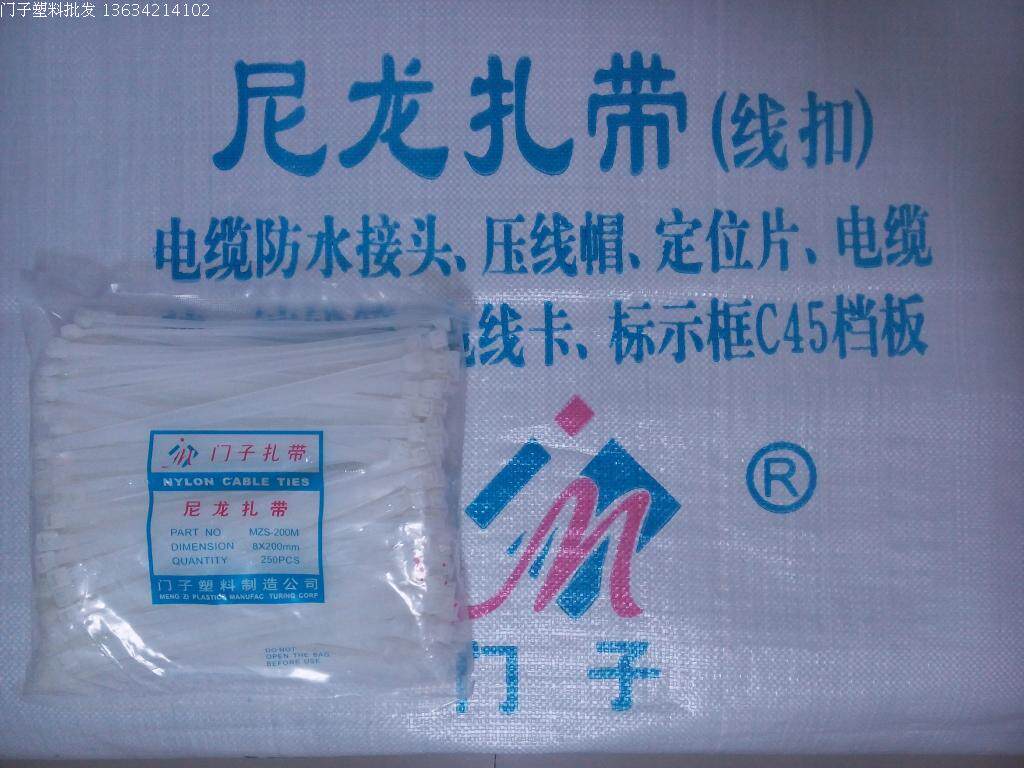 门子塑料批发 13634214102
尼龙扎带(线扣)
电缆防水接头、压线帽、定位片、电缆
线卡、标示框C45档板
®
门子
门子扎带
NYLON CABLE TIES
尼龙扎带
PART NO MZS-200M
DIMENSION 8X200mm
QUANTITY 250PCS
门子塑料制造公司
MENG ZI PLASTICS MANUFAC TURING CORP
DO NOT
OPEN THE BAG
BEFORE USE